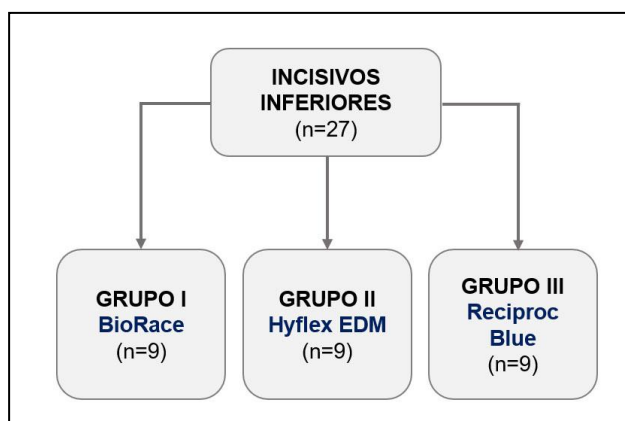 INCISIVOS
INFERIORES
(n=27)
GRUPO I
BioRace
(n=9)
GRUPO II
Hyflex EDM
(n=9)
GRUPO III
Reciproc
Blue
(n=9)